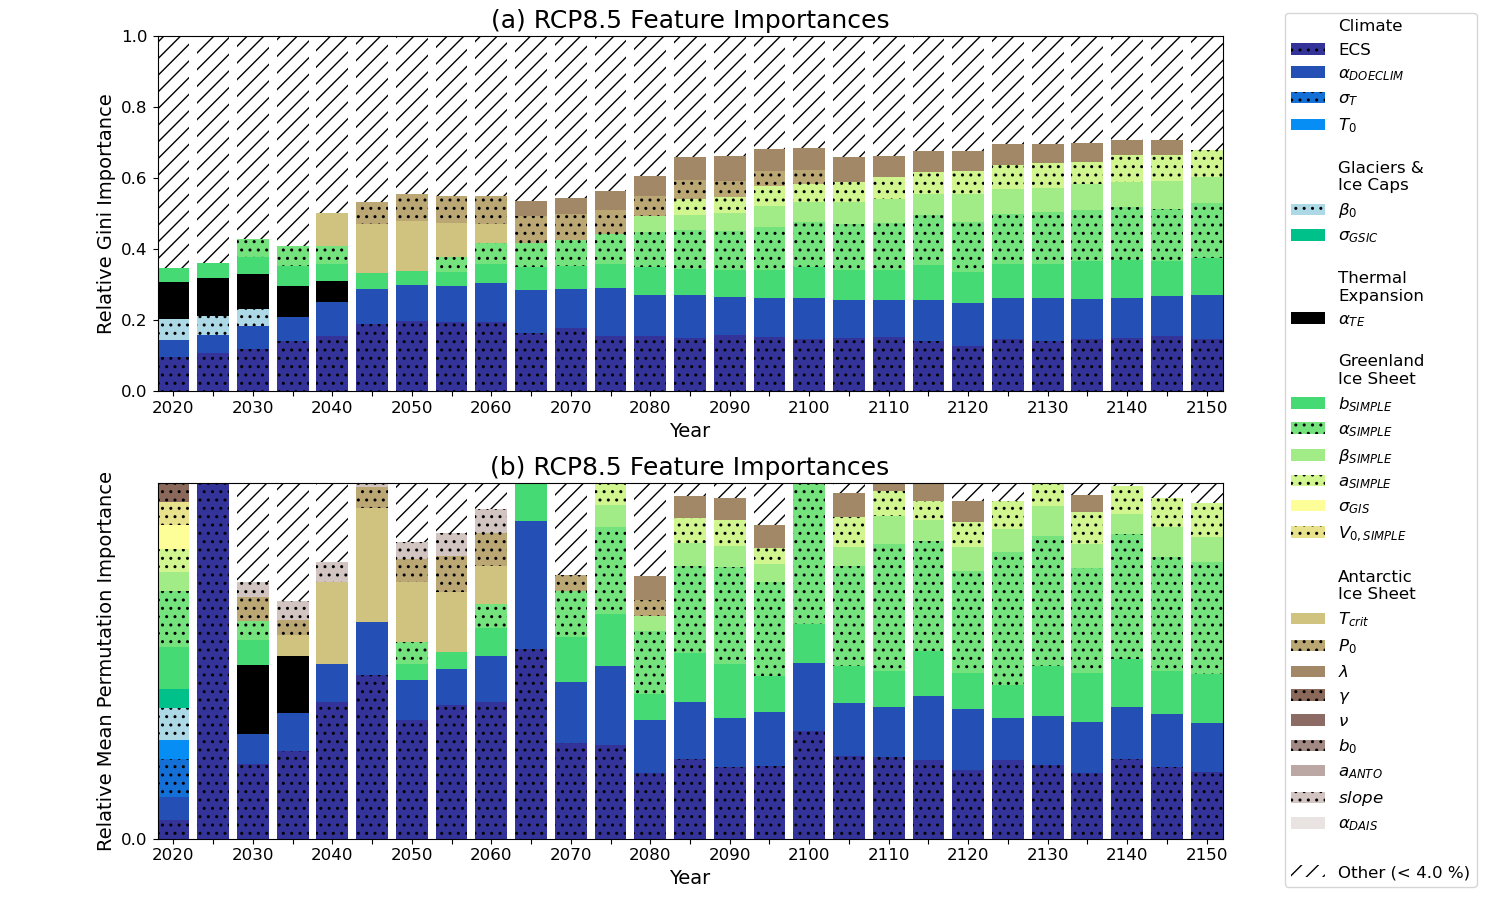 (a) RCP8.5 Feature Importances
Relative Gini Importance
1.0
0.8
0.6
0.4
0.2
0.0
2020 2030 2040 2050 2060 2070 2080 2090 2100 2110 2120 2130 2140 2150
Year
(b) RCP8.5 Feature Importances
Relative Mean Permutation Importance
0.0
2020 2030 2040 2050 2060 2070 2080 2090 2100 2110 2120 2130 2140 2150
Year
Climate
ECS
α_DOECLIM
σ_T
T_0
Glaciers &
Ice Caps
β_0
σ_GSIC
Thermal
Expansion
α_TE
Greenland
Ice Sheet
b_SIMPLE
α_SIMPLE
β_SIMPLE
a_SIMPLE
σ_GIS
V_0, SIMPLE
Antarctic
Ice Sheet
T_crit
P_0
λ
γ
ν
b_0
a_ANTO
slope
α_DAIS
Other (< 4.0 %)